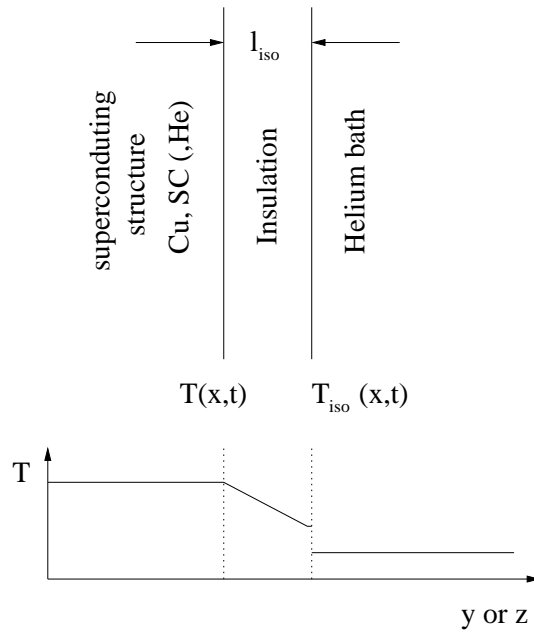 l_iso
superconduting
structure
Cu, SC (,He)
Insulation
Helium bath
T(x,t)
T_iso (x,t)
T
y or z